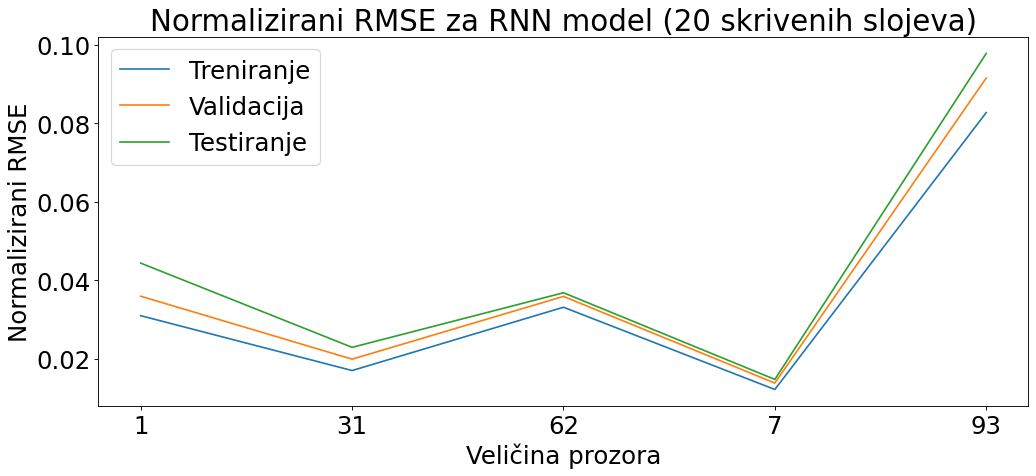 Normalizirani RMSE za RNN model (20 skrivenih slojeva)
Normalizirani RMSE
0.10
0.08
0.06
0.04
0.02
Treniranje
Validacija
Testiranje
1 31 62 7 93
Veličina prozora